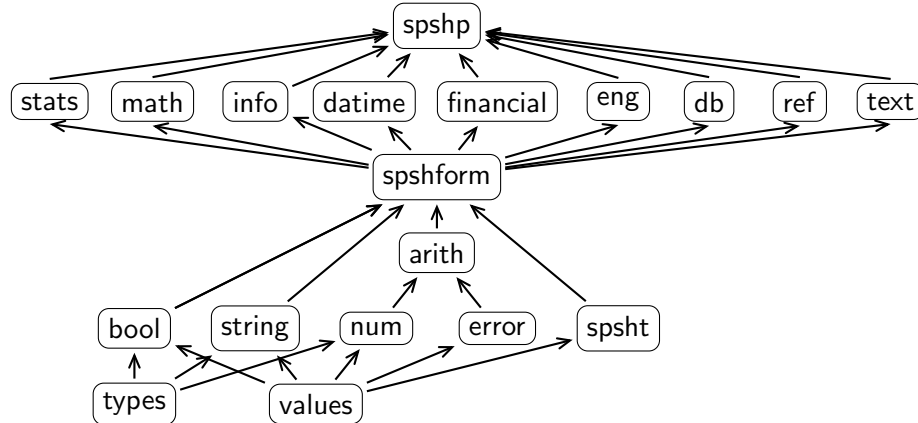 spshp
stats math info datime financial eng db ref text
spshform
arith
bool string num error spsht
types values